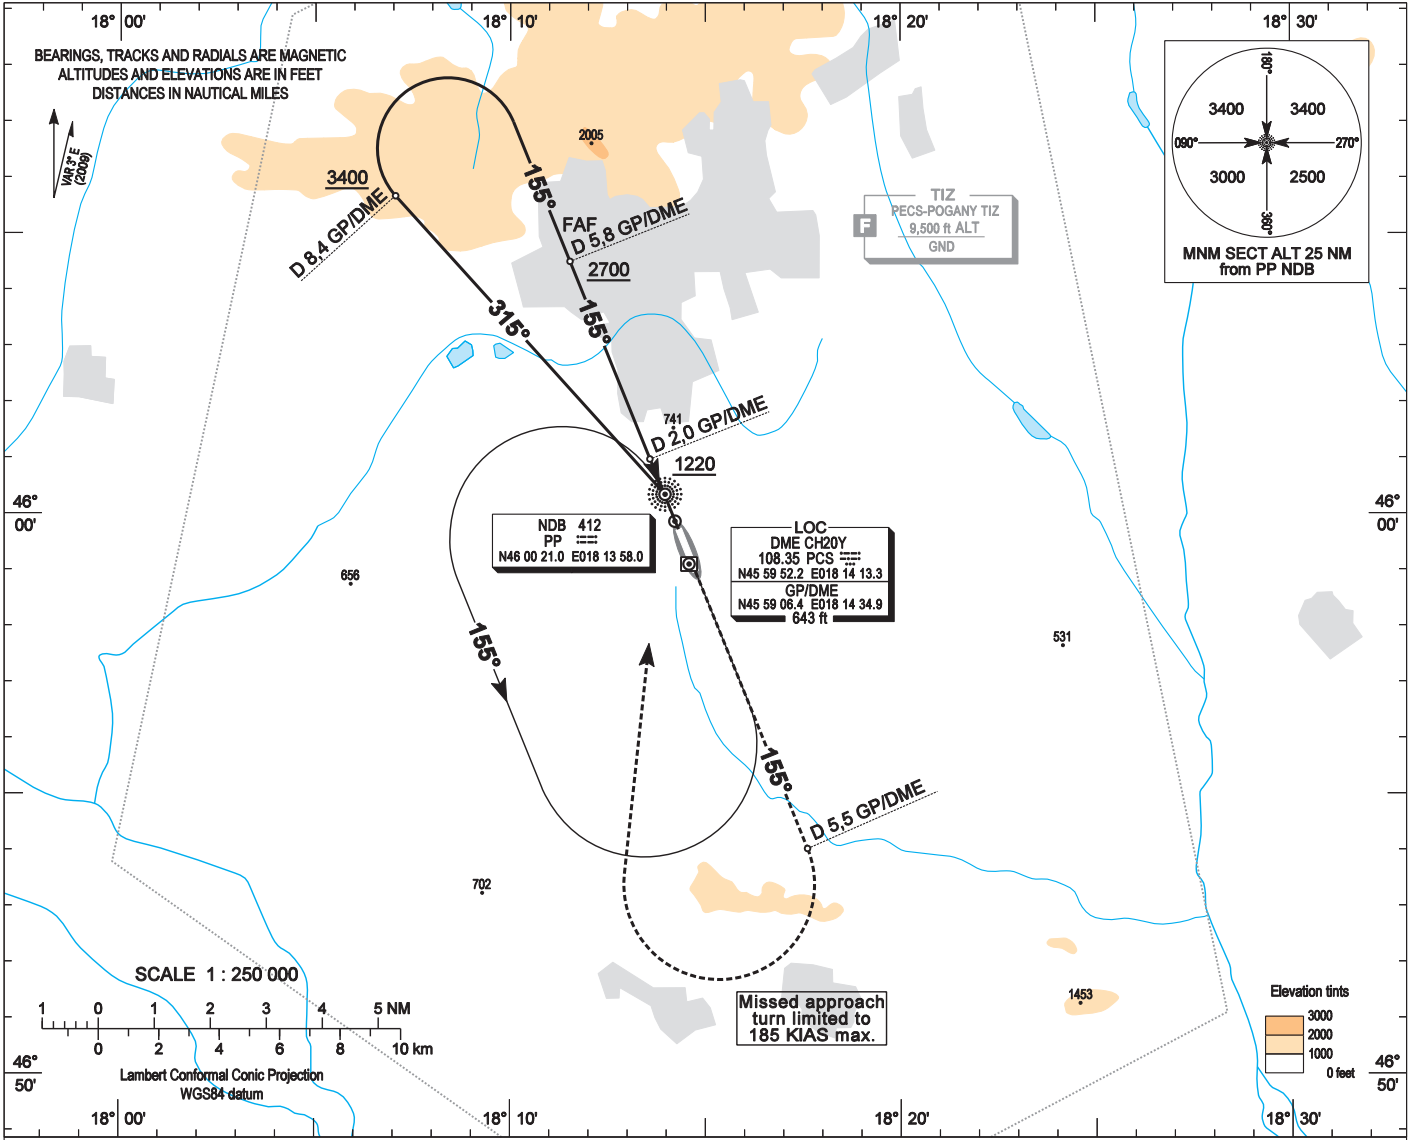 18° 00'
18° 10'
18° 20'
18° 30'
BEARINGS, TRACKS AND RADIALS ARE MAGNETIC
ALTITUDES AND ELEVATIONS ARE IN FEET
DISTANCES IN NAUTICAL MILES
VAR 3° E
(2009)
180°
3400
3400
090°
270°
3000
2500
360°
MNM SECT ALT 25 NM
from PP NDB
2005
3400
D 8,4 GP/DME
155°
FAF
D 5,8 GP/DME
2700
TIZ
PECS-POGANY TIZ
F
9,500 ft ALT
GND
315°
155°
741
D 2,0 GP/DME
1220
46°
00'
46°
00'
NDB 412
PP
N46 00 21.0 E018 13 58.0
LOC
DME CH20Y
108.35 PCS
N45 59 52.2 E018 14 13.3
GP/DME
N45 59 06.4 E018 14 34.9
643 ft
656
531
155°
155°
D 5,5 GP/DME
702
SCALE 1 : 250 000
1 0 1 2 3 4 5 NM
0 2 4 6 8 10 km
Lambert Conformal Conic Projection
WGS84 datum
Missed approach
turn limited to
185 KIAS max.
1453
Elevation tints
3000
2000
1000
0 feet
46°
50'
46°
50'
18° 00'
18° 10'
18° 20'
18° 30'